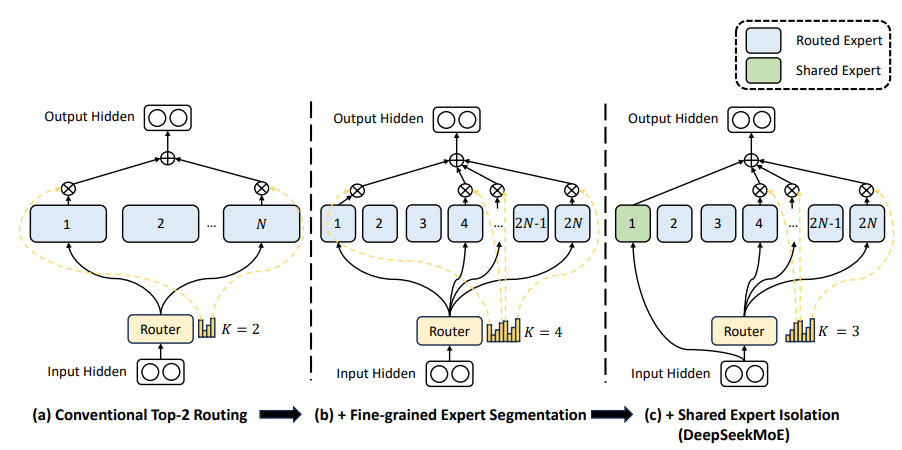 Routed Expert
Shared Expert
Output Hidden
1
2
...
N
Router
K = 2
Input Hidden
(a) Conventional Top-2 Routing
Output Hidden
1
2
3
4
...
2N-1
2N
Router
K = 4
Input Hidden
(b) + Fine-grained Expert Segmentation
Output Hidden
1
2
3
4
...
2N-1
2N
Router
K = 3
Input Hidden
(c) + Shared Expert Isolation
(DeepSeekMoE)